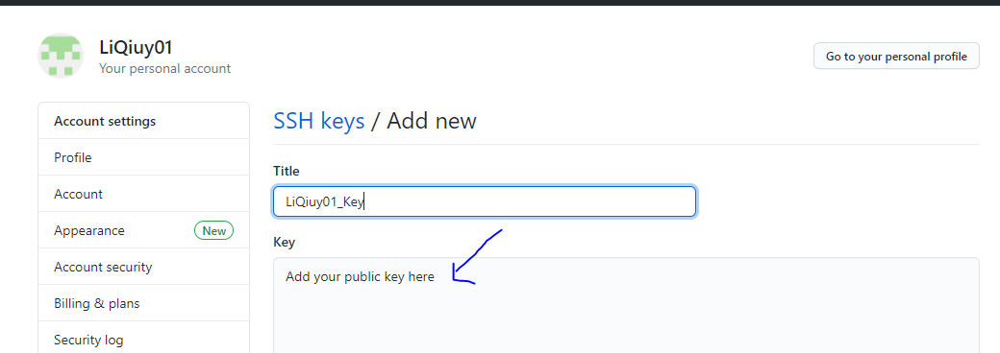 LiQiuy01
Your personal account
Go to your personal profile
Account settings
Profile
Account
Appearance New
Account security
Billing & plans
Security log
SSH keys / Add new
Title
LiQiuy01_Key
Key
Add your public key here